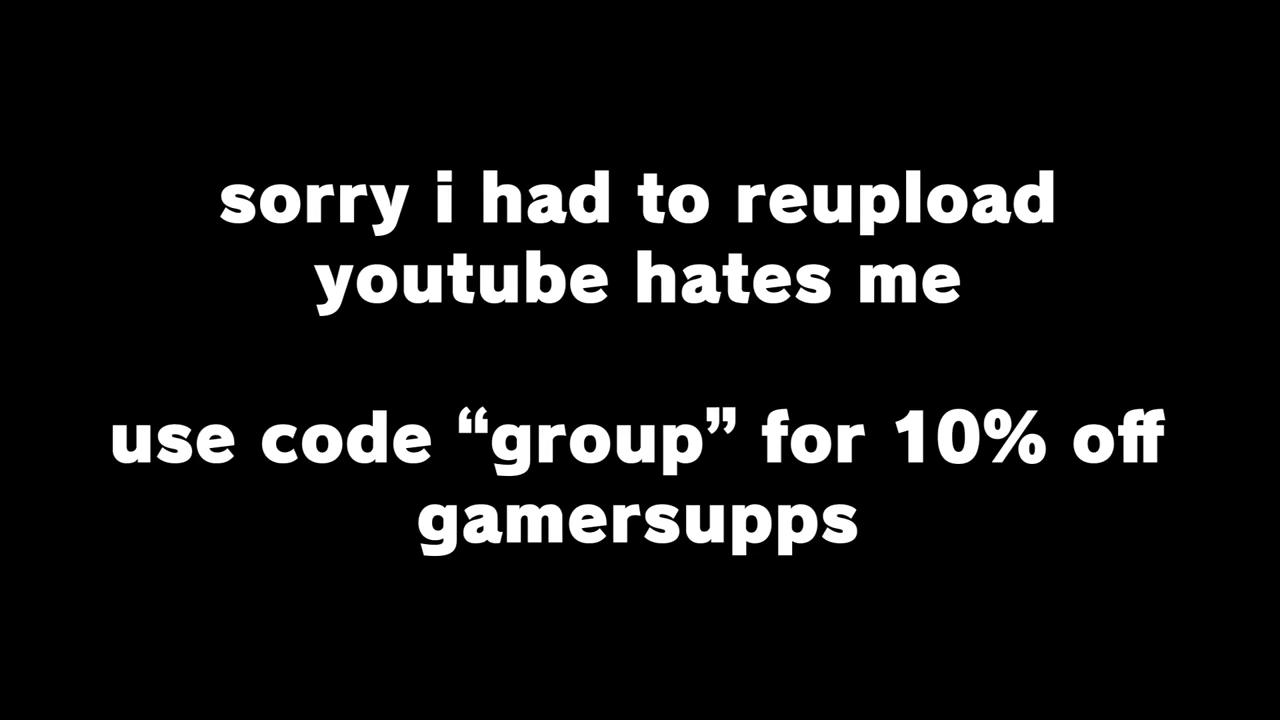 sorry i had to reupload
youtube hates me
use code “group” for 10% off
gamersupps